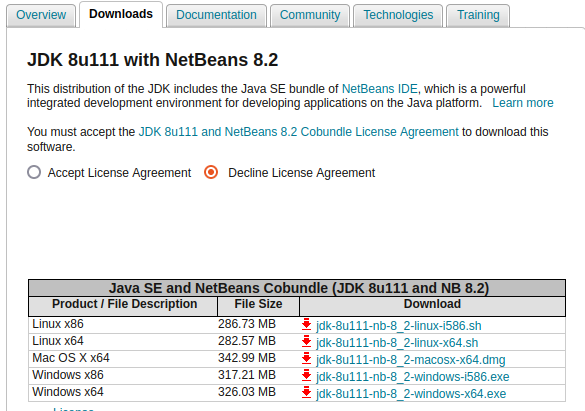 Overview Downloads Documentation Community Technologies Training
JDK 8u111 with NetBeans 8.2
This distribution of the JDK includes the Java SE bundle of NetBeans IDE, which is a powerful
integrated development environment for developing applications on the Java platform. Learn more
You must accept the JDK 8u111 and NetBeans 8.2 Cobundle License Agreement to download this
software.
Accept License Agreement Decline License Agreement
Java SE and NetBeans Cobundle (JDK 8u111 and NB 8.2)
Product / File Description File Size Download
Linux x86 286.73 MB jdk-8u111-nb-8_2-linux-i586.sh
Linux x64 282.57 MB jdk-8u111-nb-8_2-linux-x64.sh
Mac OS X x64 342.99 MB jdk-8u111-nb-8_2-macosx-x64.dmg
Windows x86 317.21 MB jdk-8u111-nb-8_2-windows-i586.exe
Windows x64 326.03 MB jdk-8u111-nb-8_2-windows-x64.exe